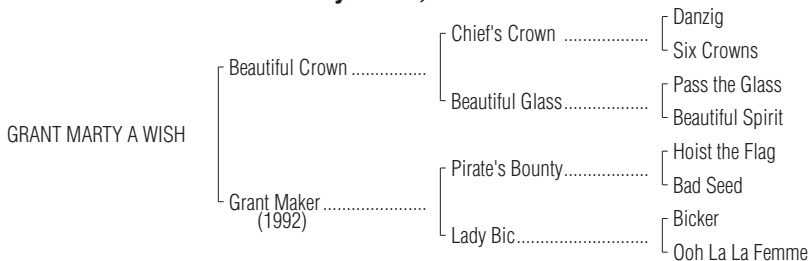 Danzig
Chief's Crown ...................
Six Crowns
Beautiful Crown ................
Pass the Glass
Beautiful Glass...................
Beautiful Spirit
GRANT MARTY A WISH
Hoist the Flag
Pirate's Bounty...................
Bad Seed
Grant Maker .......................
(1992)
Bicker
Lady Bic..............................
Ooh La La Femme